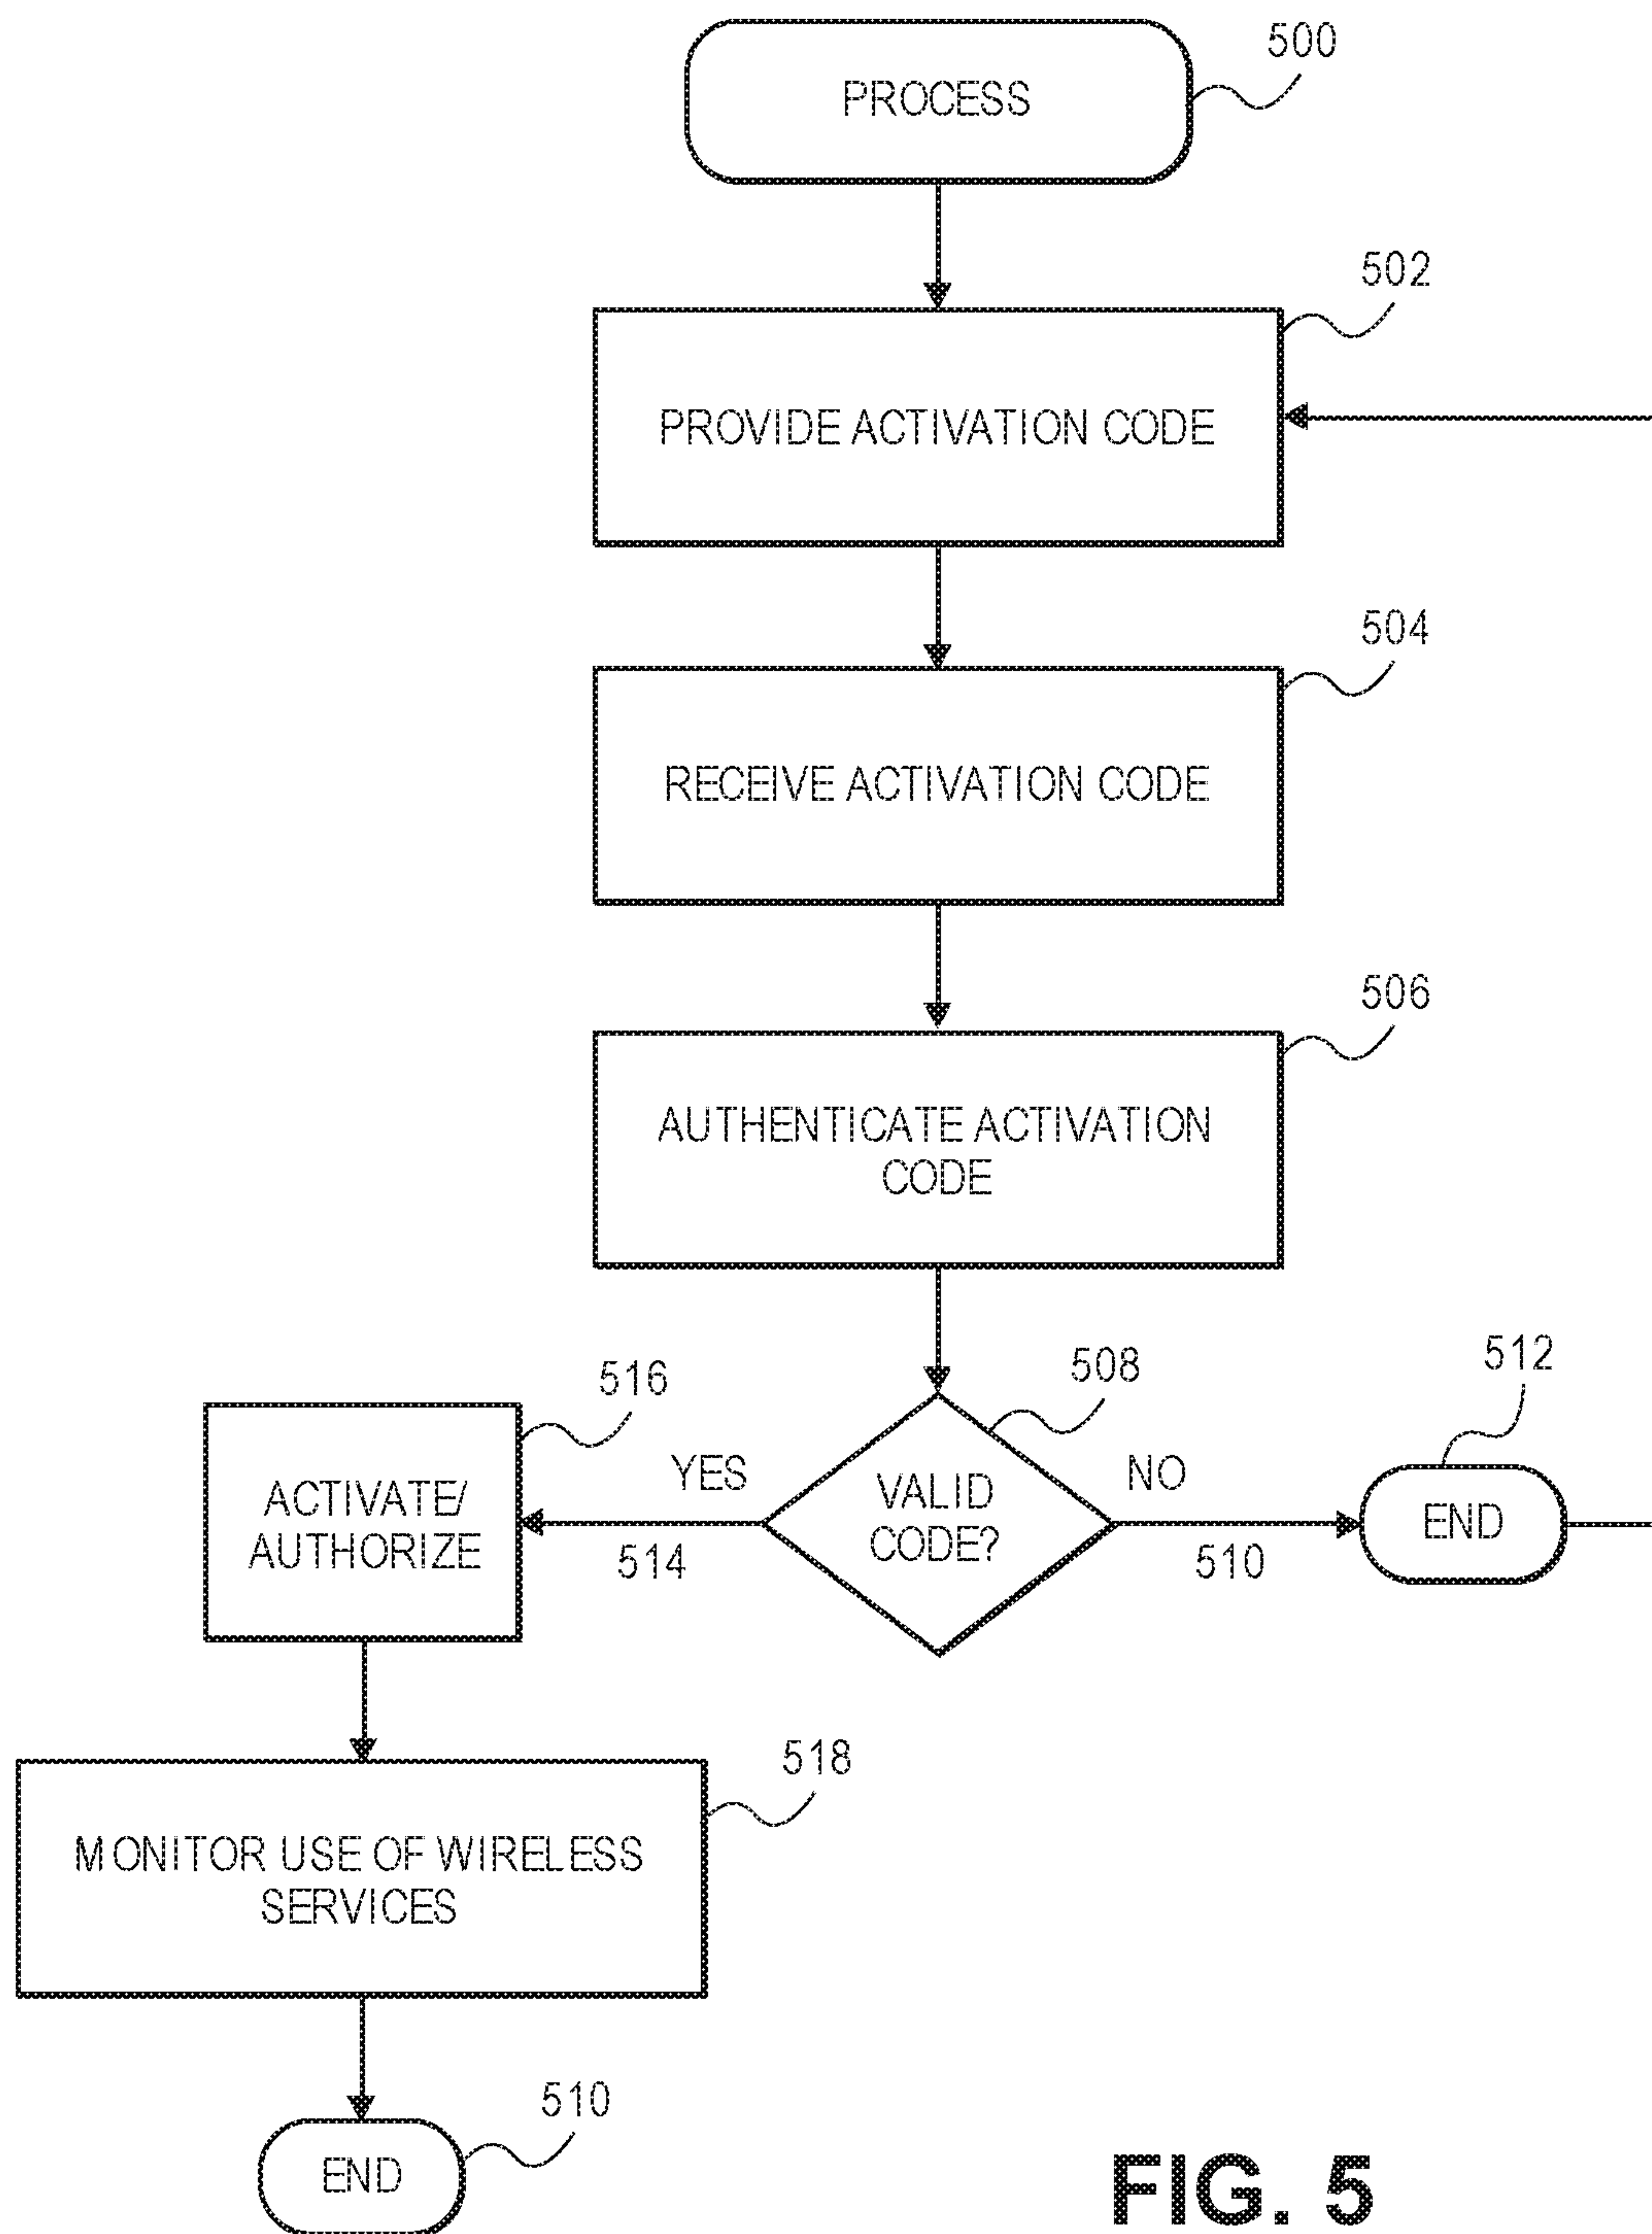 500
PROCESS
502
PROVIDE ACTIVATION CODE
504
RECEIVE ACTIVATION CODE
506
AUTHENTICATE ACTIVATION
CODE
508
VALID
CODE?
NO
510
512
END
YES
514
516
ACTIVATE/
AUTHORIZE
518
MONITOR USE OF WIRELESS
SERVICES
510
END
FIG. 5